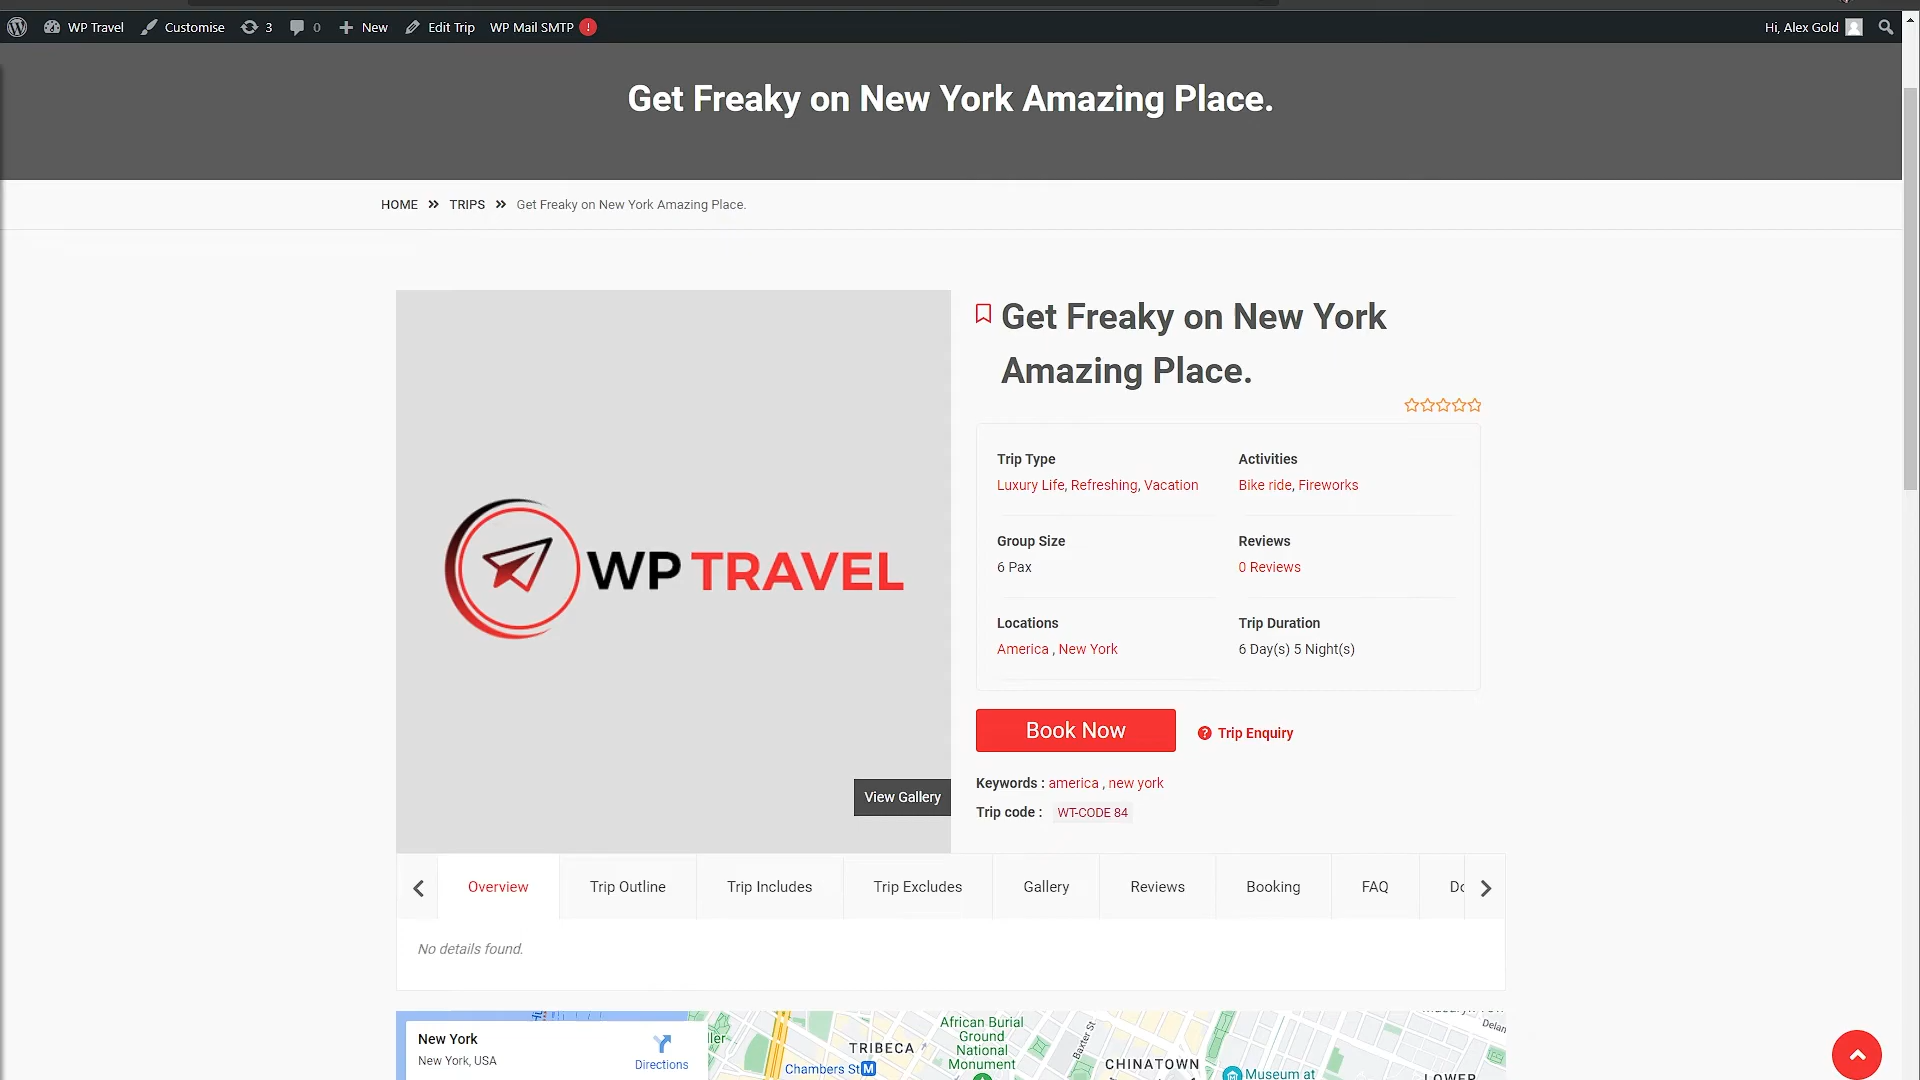 WP Travel Customise 3 0 New Edit Trip WP Mail SMTP ! Hi, Alex Gold
Get Freaky on New York Amazing Place.
HOME TRIPS Get Freaky on New York Amazing Place.
Get Freaky on New York
Amazing Place.
Trip Type Activities
Luxury Life, Refreshing, Vacation Bike ride, Fireworks
Group Size Reviews
6 Pax 0 Reviews
Locations Trip Duration
America , New York 6 Day(s) 5 Night(s)
WP TRAVEL
Book Now ? Trip Enquiry
Keywords : america , new york
View Gallery
Trip code : WT-CODE 84
Overview Trip Outline Trip Includes Trip Excludes Gallery Reviews Booking FAQ
No details found.
New York
New York, USA
Directions
African Burial
Ground
National
Monument
TRIBECA
Chambers St M
Baxter St
CHINATOWN
Museum at
LOWER
Delan